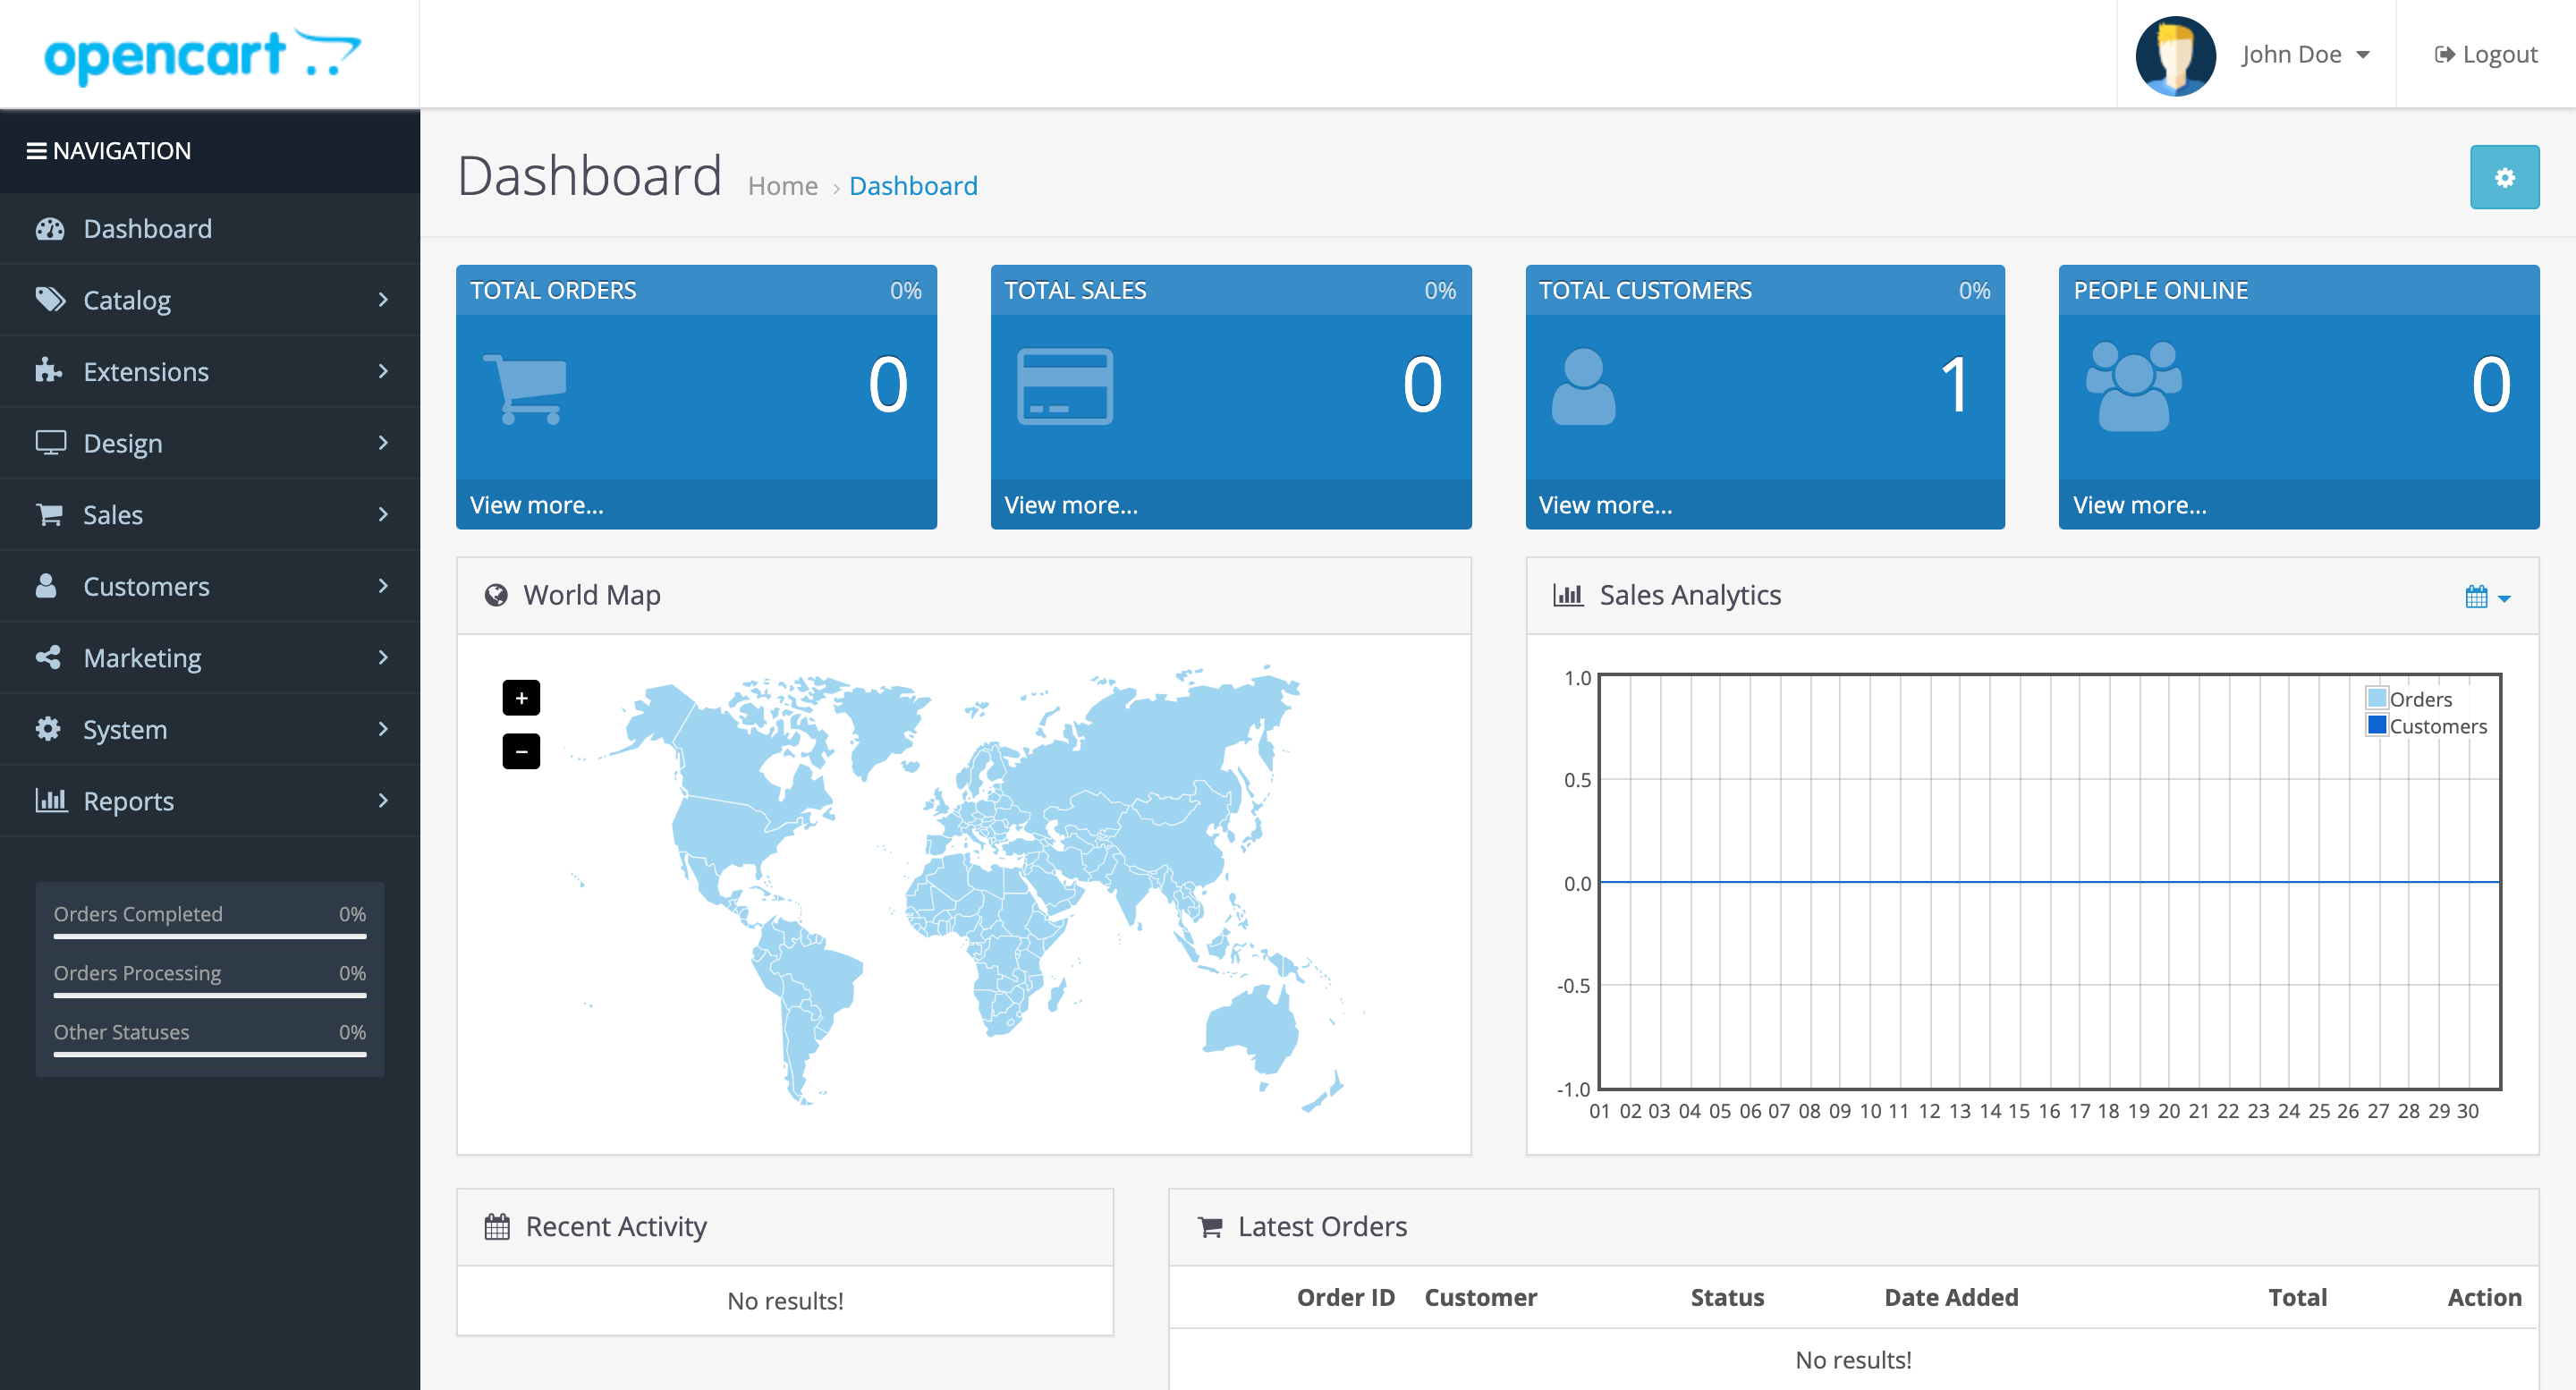 opencart
John Doe
Logout
NAVIGATION
Dashboard
Catalog
Extensions
Design
Sales
Customers
Marketing
System
Reports
Orders Completed 0%
Orders Processing 0%
Other Statuses 0%
Dashboard Home › Dashboard
TOTAL ORDERS 0%
0
View more...
TOTAL SALES 0%
0
View more...
TOTAL CUSTOMERS 0%
1
View more...
PEOPLE ONLINE
0
View more...
World Map
+
−
Sales Analytics
1.0
0.5
0.0
-0.5
-1.0
Orders
Customers
01 02 03 04 05 06 07 08 09 10 11 12 13 14 15 16 17 18 19 20 21 22 23 24 25 26 27 28 29 30
Recent Activity
No results!
Latest Orders
Order ID Customer Status Date Added Total Action
No results!